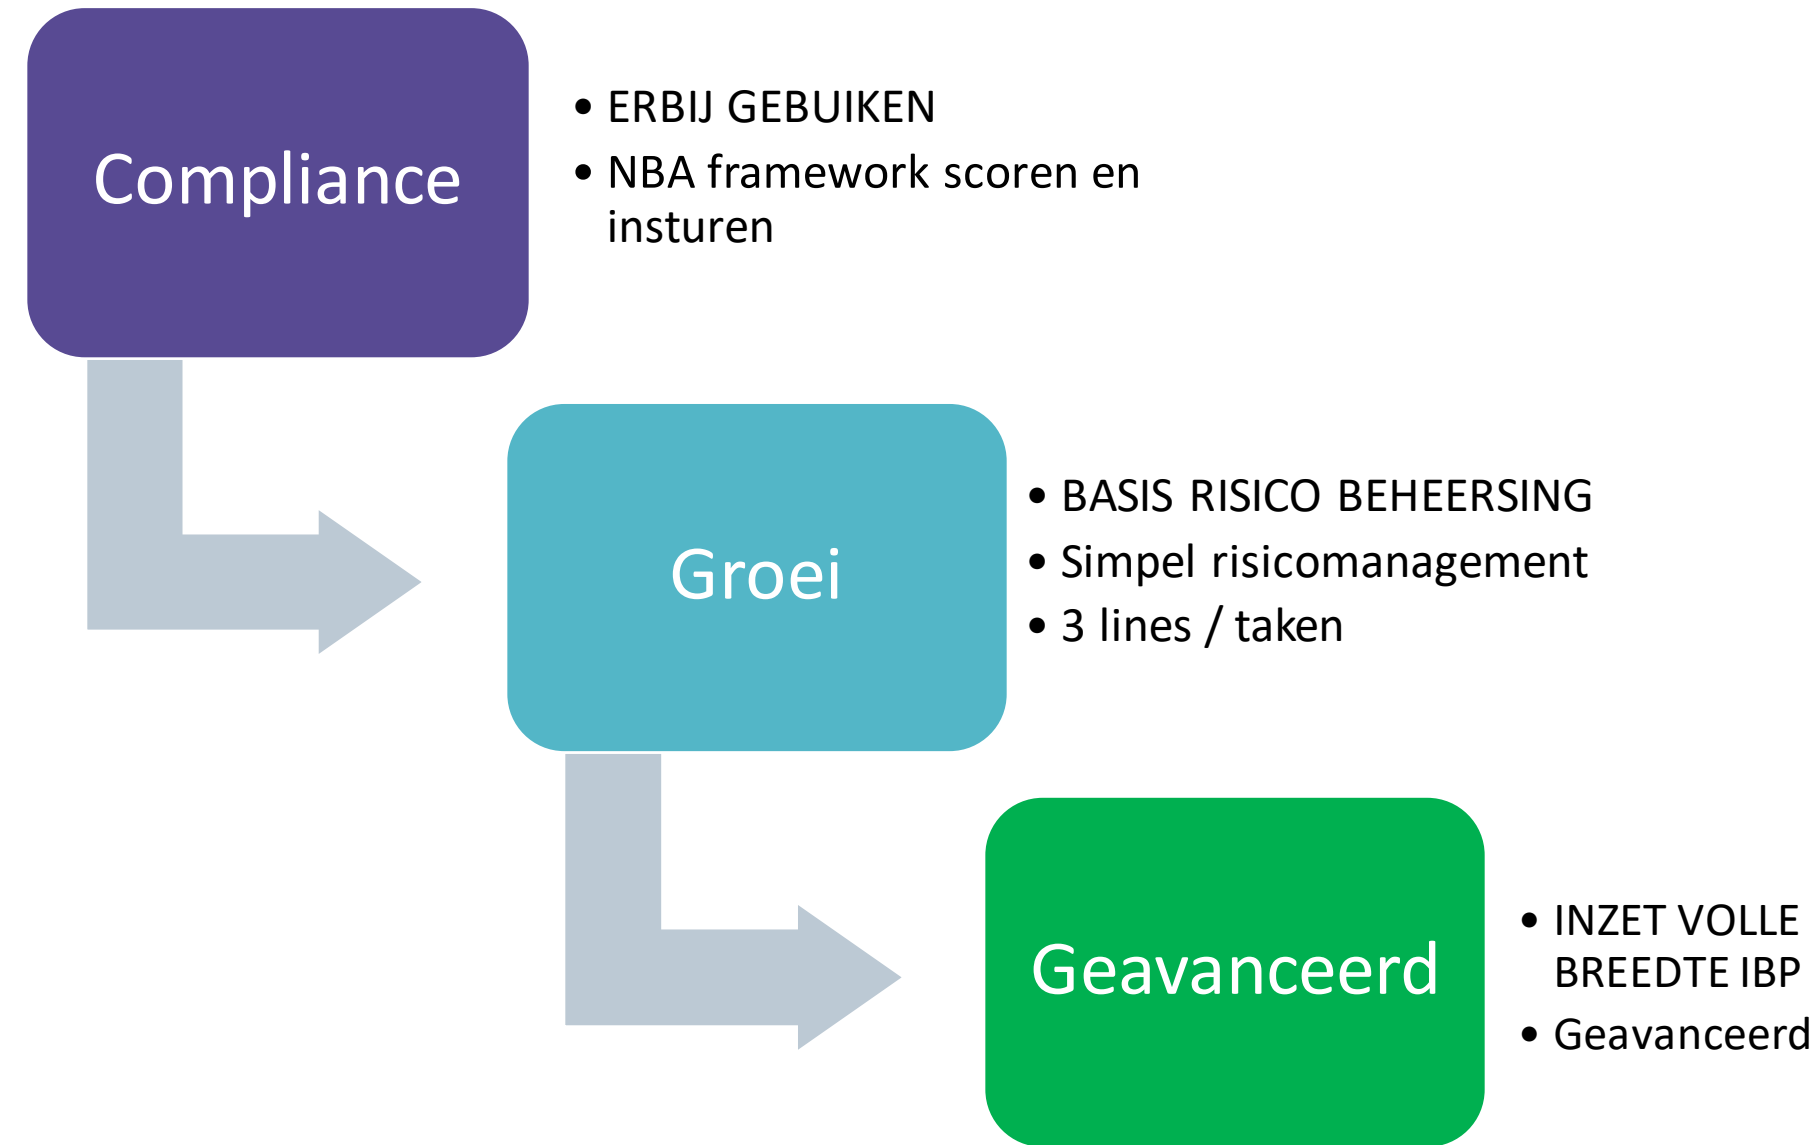 Compliance
• ERBIJ GEBUIKEN
• NBA framework scoren en
insturen
Groei
• BASIS RISICO BEHEERSING
• Simpel risicomanagement
• 3 lines / taken
Geavanceerd
• INZET VOLLE
BREEDTE IBP
• Geavanceerd